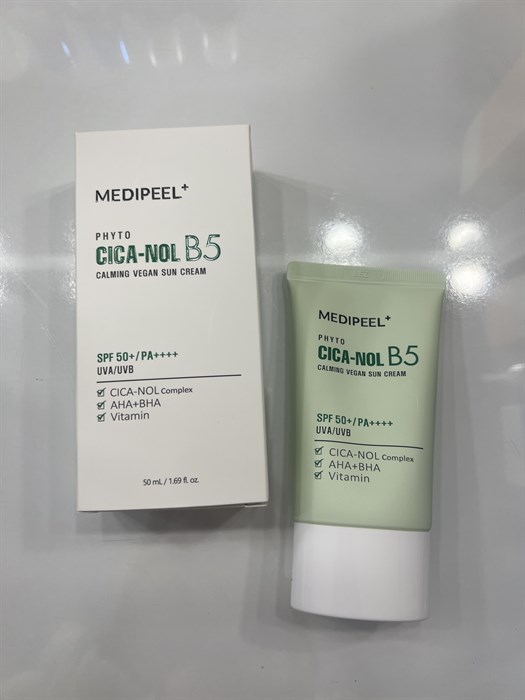 MEDIPEEL+
PHYTO
CICA-NOL B5
CALMING VEGAN SUN CREAM
SPF 50+/PA++++
UVA/UVB
CICA-NOL Complex
AHA+BHA
Vitamin
50 mL / 1.69 fl. oz.
MEDIPEEL+
PHYTO
CICA-NOL B5
CALMING VEGAN SUN CREAM
SPF 50+/PA++++
UVA/UVB
CICA-NOL Complex
AHA+BHA
Vitamin